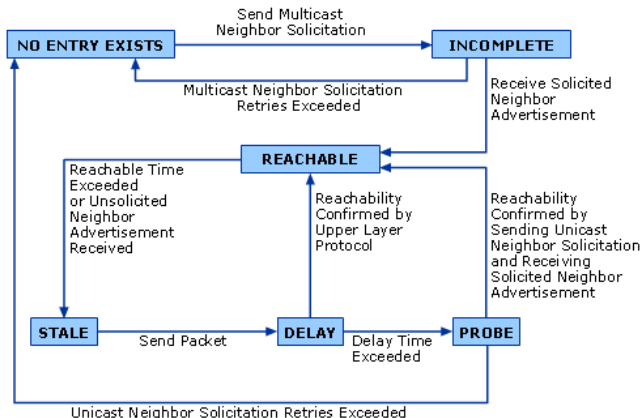 Send Multicast
Neighbor Solicitation
NO ENTRY EXISTS
INCOMPLETE
Multicast Neighbor Solicitation
Retries Exceeded
Receive Solicited
Neighbor
Advertisement
REACHABLE
Reachable Time
Exceeded
or Unsolicited
Neighbor
Advertisement
Received
Reachability
Confirmed by
Upper Layer
Protocol
Reachability
Confirmed by
Sending Unicast
Neighbor Solicitation
and Receiving
Solicited Neighbor
Advertisement
STALE
Send Packet
DELAY
Delay Time
Exceeded
PROBE
Unicast Neighbor Solicitation Retries Exceeded